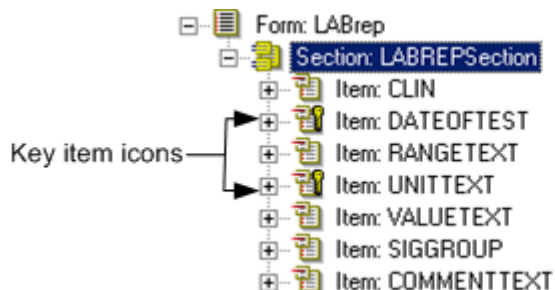 Form: LABrep
Section: LABREPSection
Item: CLIN
Item: DATEOFTEST
Key item icons
Item: RANGETEXT
Item: UNITTEXT
Item: VALUETEXT
Item: SIGGROUP
Item: COMMENTTEXT